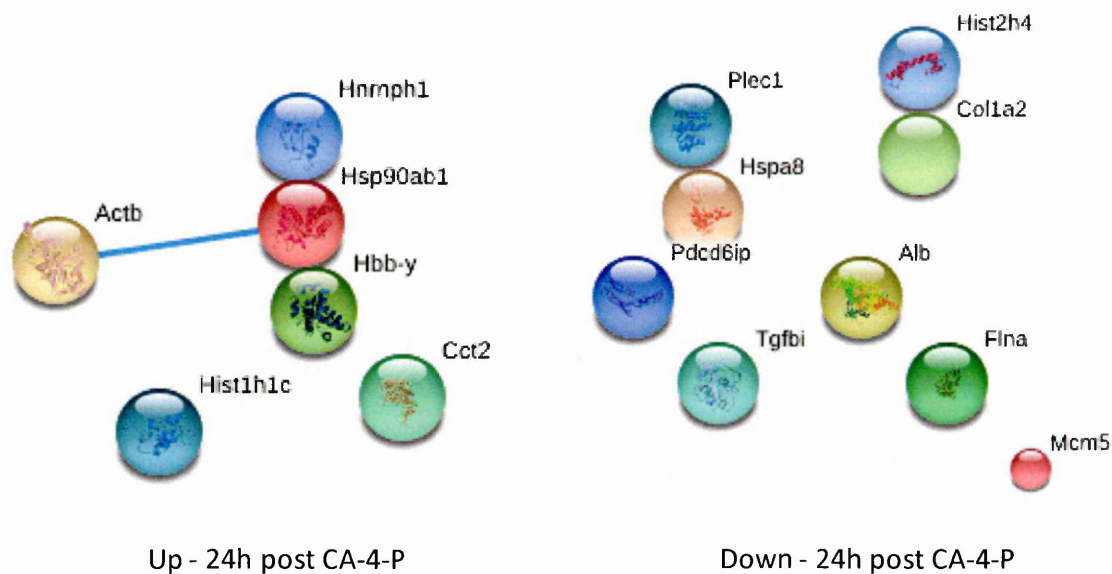 Hnrnph1
Hsp90ab1
Actb
Hbb-y
Cct2
Hist1h1c
Up - 24h post CA-4-P
Hist2h4
Plec1
Col1a2
Hspa8
Pdcd6ip
Alb
Tgfbi
Flna
Mcm5
Down - 24h post CA-4-P